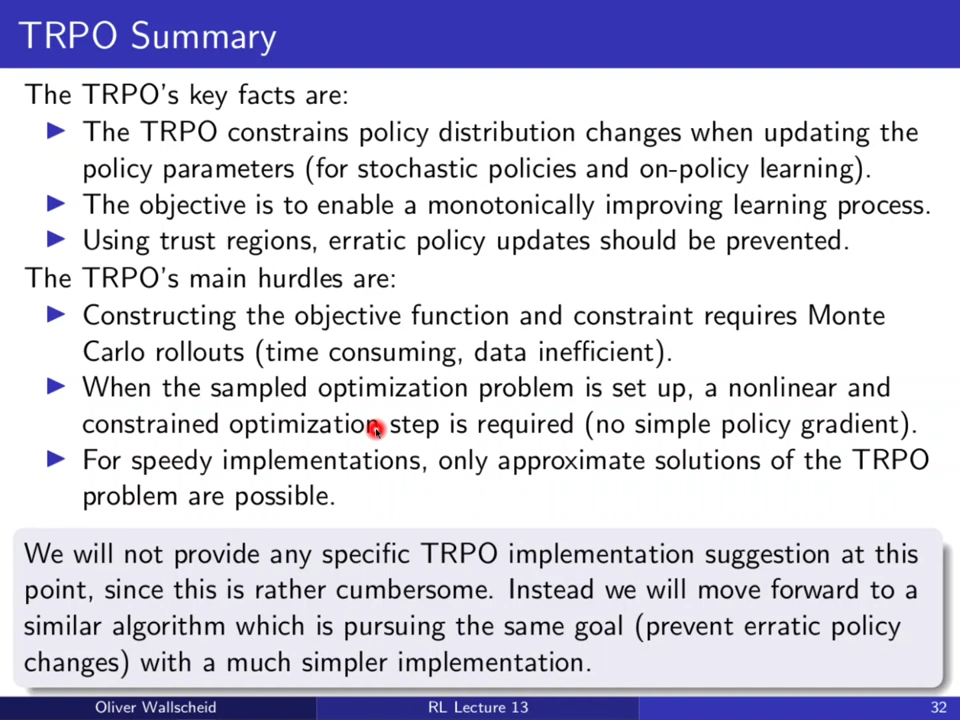 TRPO Summary
The TRPO's key facts are:
The TRPO constrains policy distribution changes when updating the
policy parameters (for stochastic policies and on-policy learning).
The objective is to enable a monotonically improving learning process.
Using trust regions, erratic policy updates should be prevented.
The TRPO's main hurdles are:
Constructing the objective function and constraint requires Monte
Carlo rollouts (time consuming, data inefficient).
When the sampled optimization problem is set up, a nonlinear and
constrained optimization step is required (no simple policy gradient).
For speedy implementations, only approximate solutions of the TRPO
problem are possible.
We will not provide any specific TRPO implementation suggestion at this
point, since this is rather cumbersome. Instead we will move forward to a
similar algorithm which is pursuing the same goal (prevent erratic policy
changes) with a much simpler implementation.
Oliver Wallscheid RL Lecture 13 32